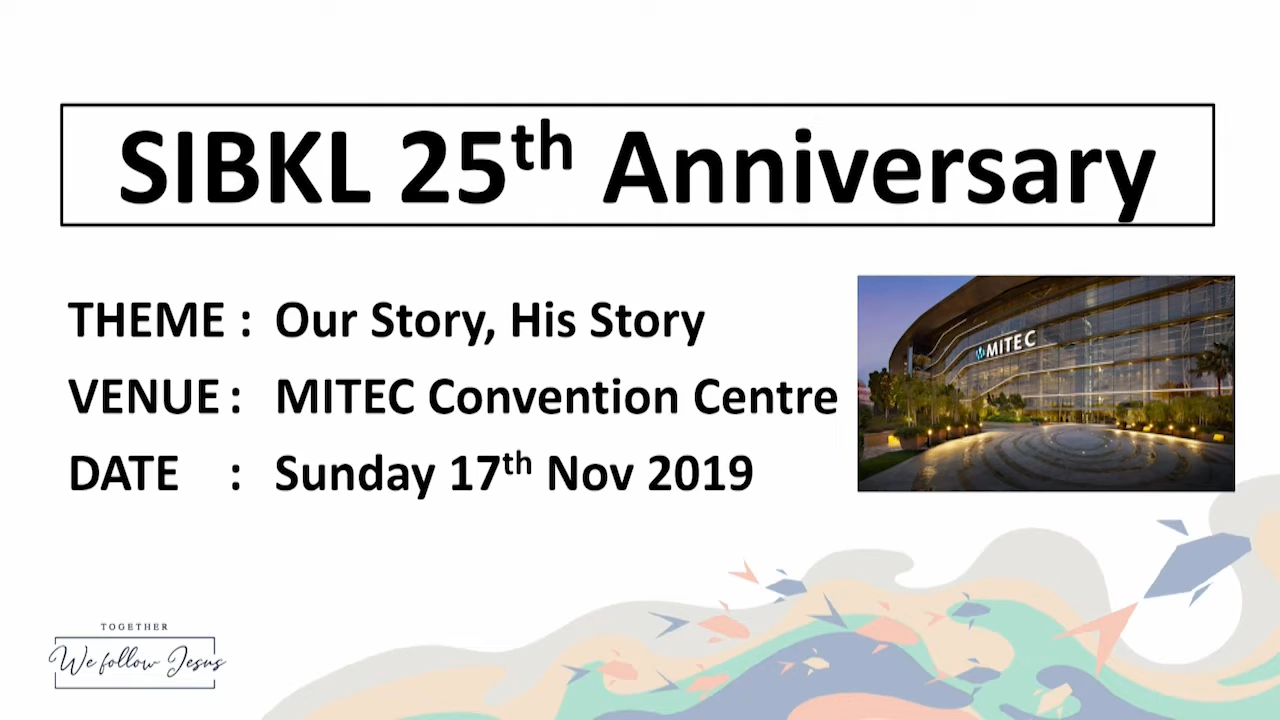 SIBKL 25th Anniversary
THEME : Our Story, His Story
MITEC
VENUE : MITEC Convention Centre
DATE : Sunday 17th Nov 2019
TOGETHER
We follow Jesus